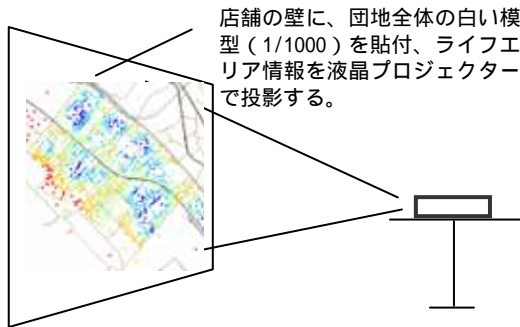 店舗の壁に、団地全体の白い模
型(1/1000)を貼付、ライフエ
リア情報を液晶プロジェクター
で投影する。